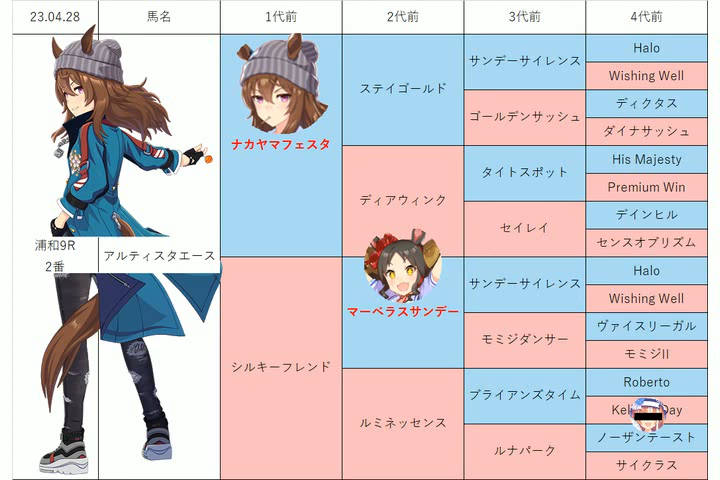 23.04.28 馬名 1代前 2代前 3代前 4代前
浦和9R
2番
アルティスタエース
ナカヤマフェスタ
シルキーフレンド
ステイゴールド
ディアウィンク
マーベラスサンデー
ルミネッセンス
サンデーサイレンス
ゴールデンサッシュ
タイトスポット
セイレイ
サンデーサイレンス
モミジダンサー
ブライアンズタイム
ルナパーク
Halo
Wishing Well
ディクタス
ダイナサッシュ
His Majesty
Premium Win
デインヒル
センスオブリズム
Halo
Wishing Well
ヴァイスリーガル
モミジII
Roberto
Day
ノーザンテースト
サイクラス